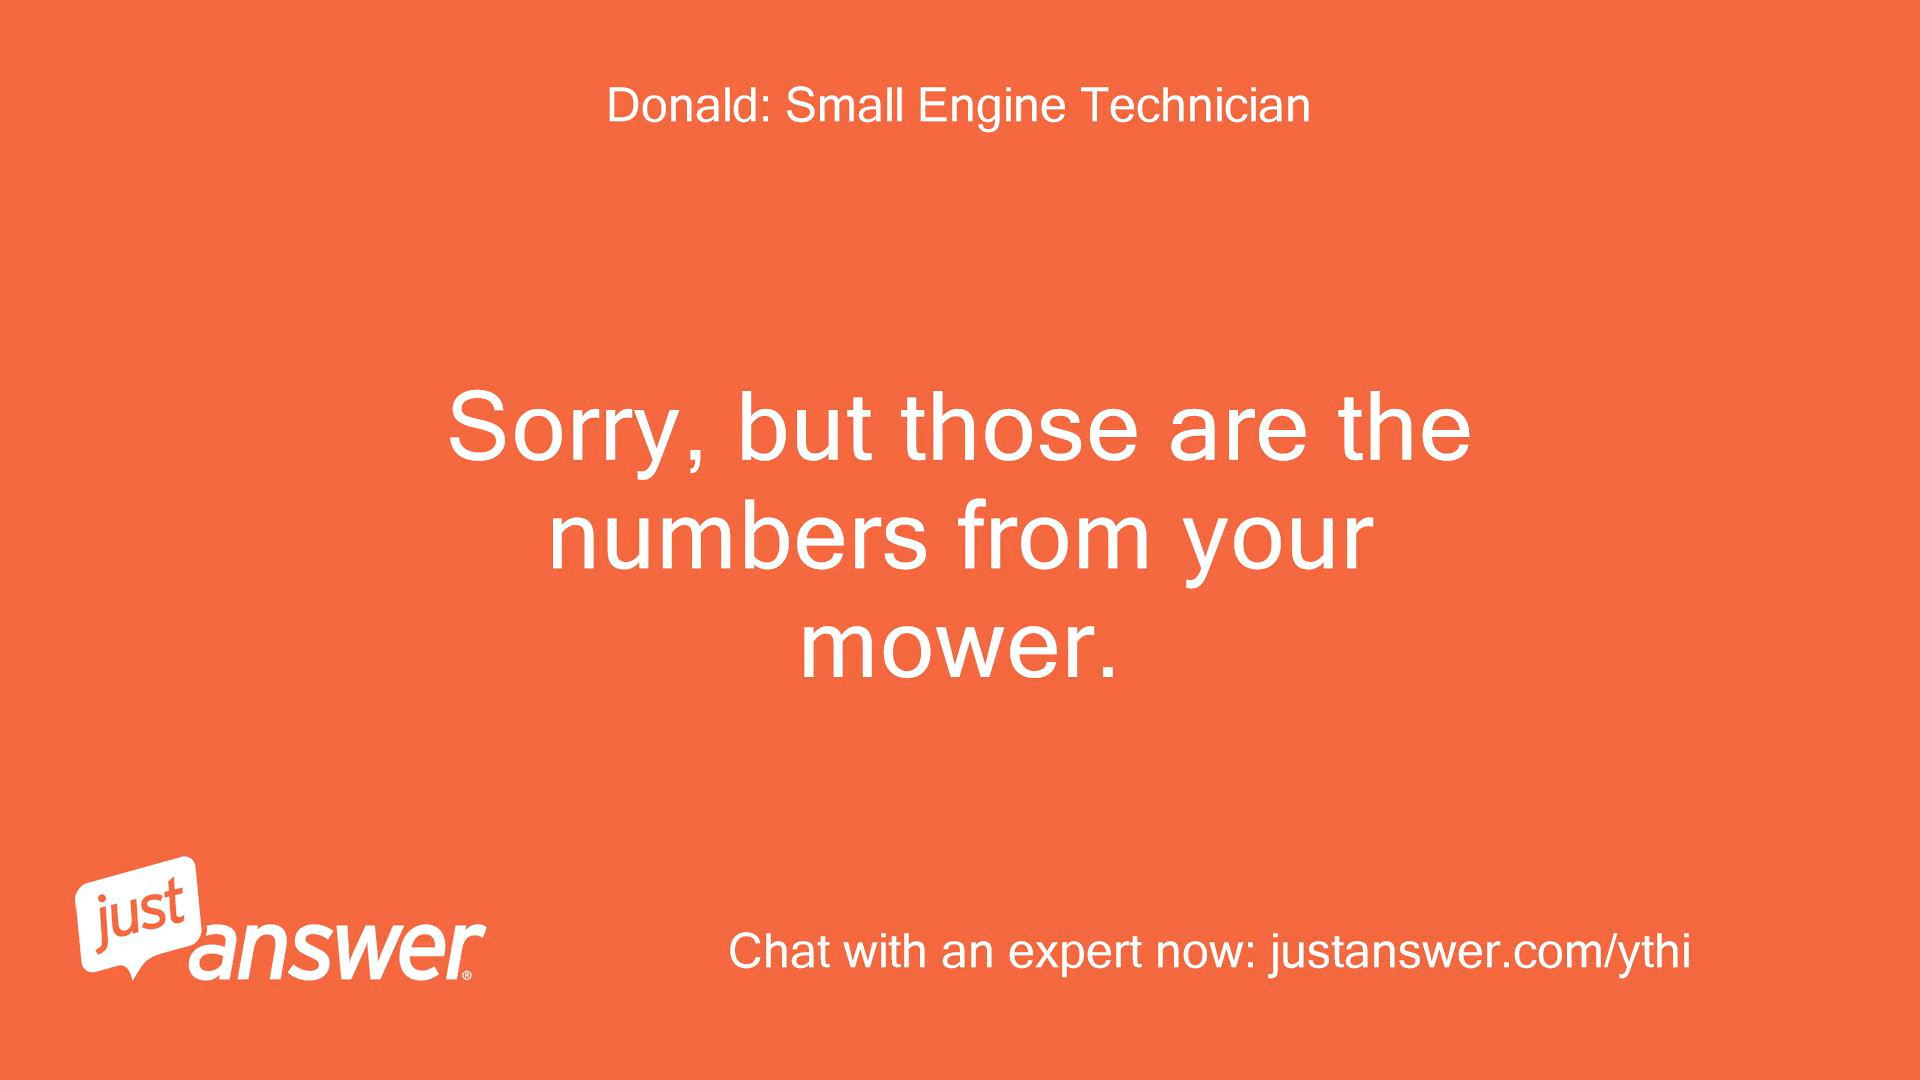 Donald: Small Engine Technician
Sorry, but those are the
numbers from your
mower.
just
answer®
Chat with an expert now: justanswer.com/ythi